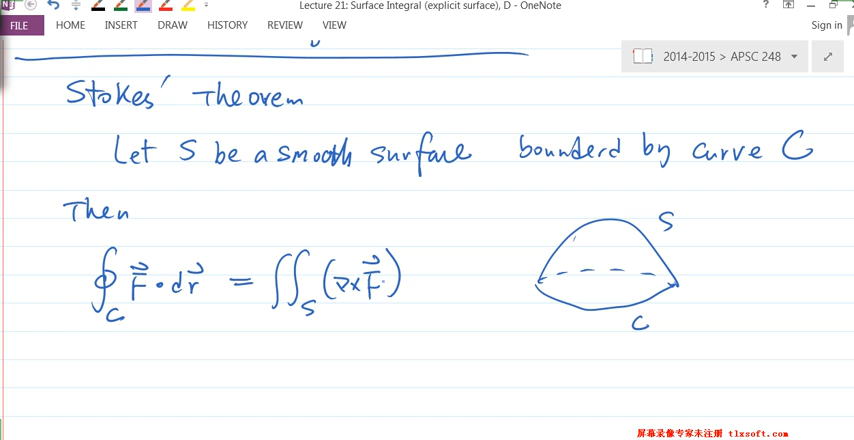 Lecture 21: Surface Integral (explicit surface), D - OneNote
FILE HOME INSERT DRAW HISTORY REVIEW VIEW Sign in
2014-2015 > APSC 248
Stokes' Theorem
Let S be a smooth surface bounderd by curve C
Then
∮_C F⃗ · dr⃗ = ∬_S (∇×F⃗)
S
C
屏幕录像专家未注册 tlxsoft.com